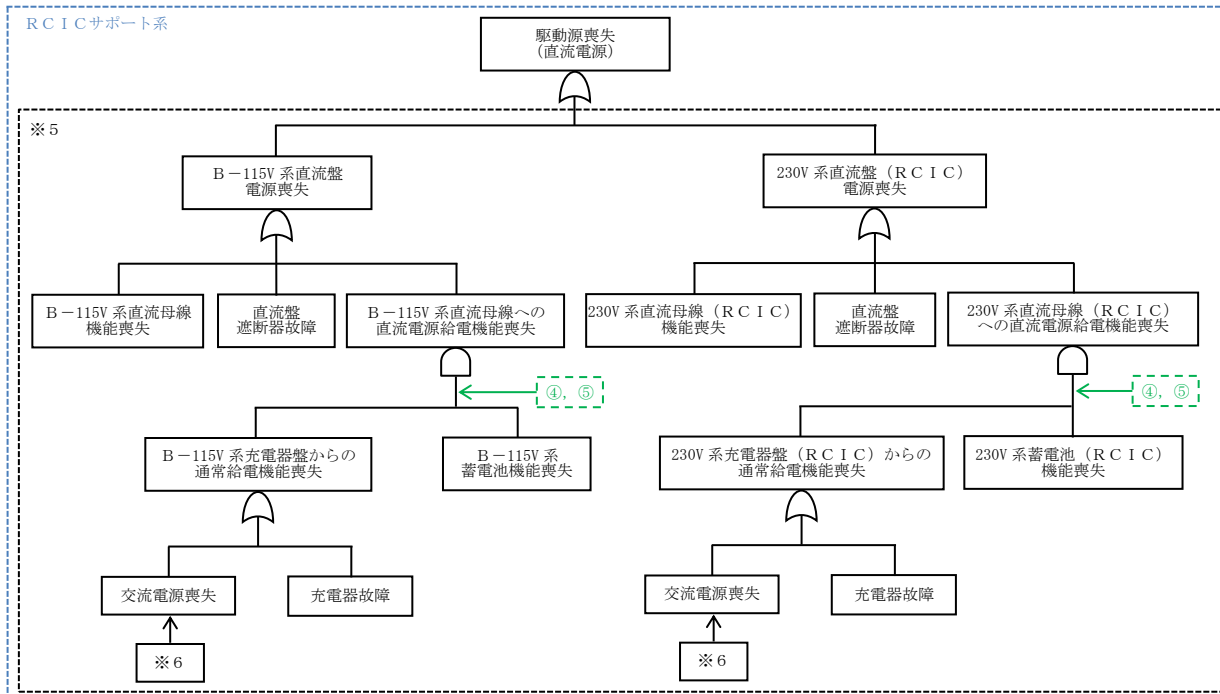 ＲＣＩＣサポート系
駆動源喪失
(直流電源)
※５
Ｂ－115V 系直流盤
電源喪失
230V 系直流盤（ＲＣＩＣ）
電源喪失
Ｂ－115V 系直流母線
機能喪失
直流盤
遮断器故障
Ｂ－115V 系直流母線への
直流電源給電機能喪失
230V 系直流母線（ＲＣＩＣ）
機能喪失
直流盤
遮断器故障
230V 系直流母線（ＲＣＩＣ）
への直流電源給電機能喪失
④，⑤
④，⑤
Ｂ－115V 系充電器盤からの
通常給電機能喪失
Ｂ－115V 系
蓄電池機能喪失
230V 系充電器盤（ＲＣＩＣ）からの
通常給電機能喪失
230V 系蓄電池（ＲＣＩＣ）
機能喪失
交流電源喪失
充電器故障
交流電源喪失
充電器故障
※６
※６